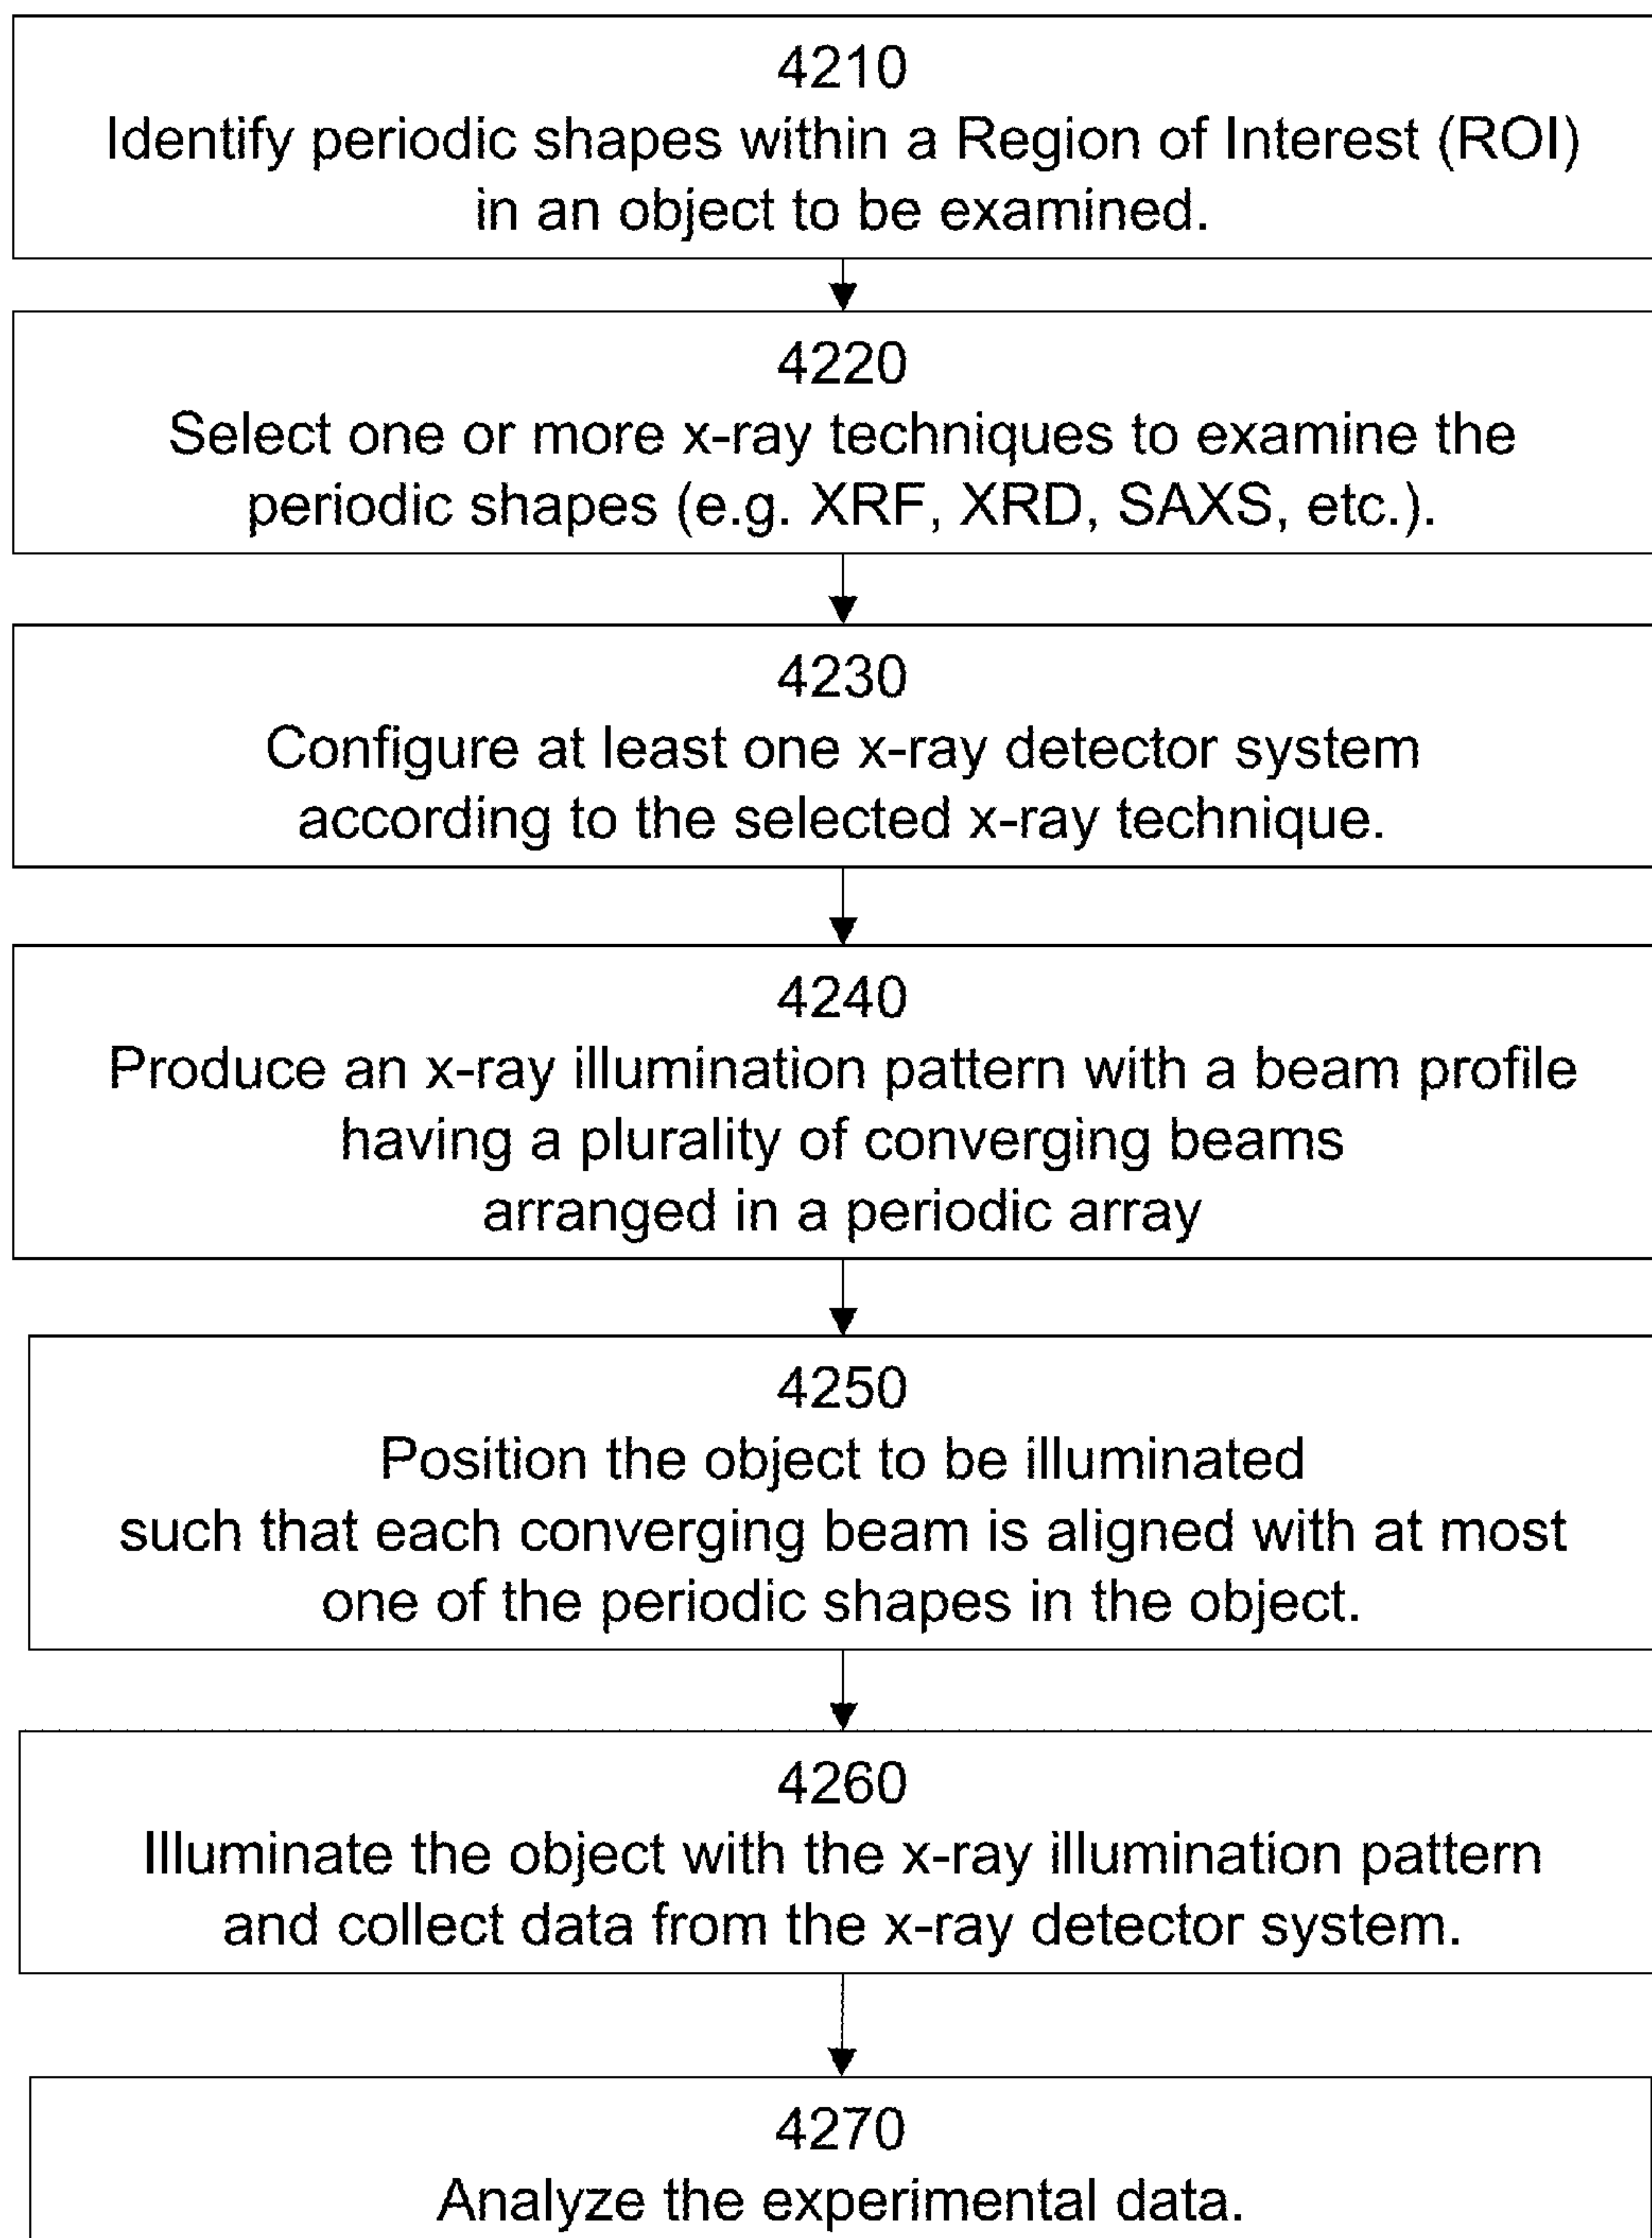 4210
Identify periodic shapes within a Region of Interest (ROI)
in an object to be examined.
4220
Select one or more x-ray techniques to examine the
periodic shapes (e.g. XRF, XRD, SAXS, etc.).
4230
Configure at least one x-ray detector system
according to the selected x-ray technique.
4240
Produce an x-ray illumination pattern with a beam profile
having a plurality of converging beams
arranged in a periodic array
4250
Position the object to be illuminated
such that each converging beam is aligned with at most
one of the periodic shapes in the object.
4260
Illuminate the object with the x-ray illumination pattern
and collect data from the x-ray detector system.
4270
Analyze the experimental data.